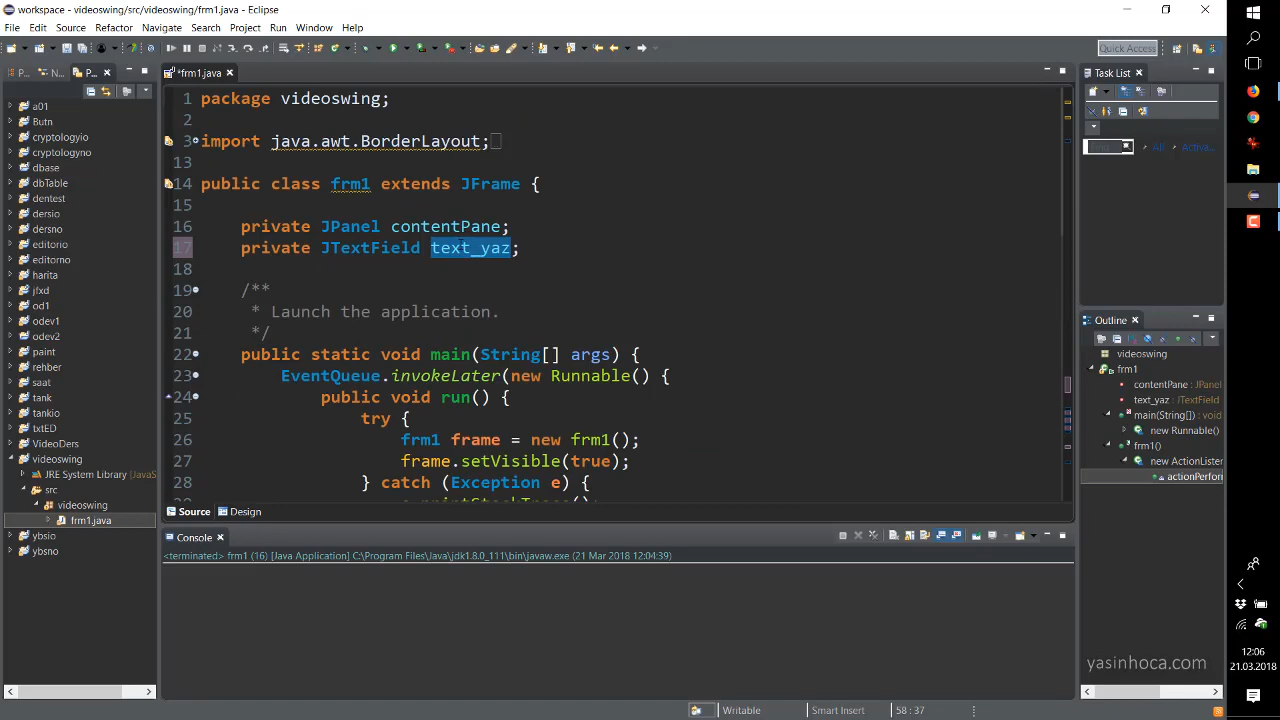 workspace - videoswing/src/videoswing/frm1.java - Eclipse
File Edit Source Refactor Navigate Search Project Run Window Help
Quick Access
P... N... P...
*frm1.java
Task List
a01
Butn
cryptologyio
cryptologyno
dbase
dbTable
dentest
dersio
dersno
editorio
editorno
harita
jfxd
od1
odev1
odev2
paint
rehber
saat
tank
tankio
txtED
VideoDers
videoswing
JRE System Library [JavaS
src
videoswing
frm1.java
ybsio
ybsno
1 package videoswing;
2
3 import java.awt.BorderLayout;
13
14 public class frm1 extends JFrame {
15
16 private JPanel contentPane;
17 private JTextField text_yaz;
18
19 /**
20 * Launch the application.
21 */
22 public static void main(String[] args) {
23 EventQueue.invokeLater(new Runnable() {
24 public void run() {
25 try {
26 frm1 frame = new frm1();
27 frame.setVisible(true);
28 } catch (Exception e) {
Source Design
Find All Activa...
Outline
videoswing
frm1
contentPane : JPanel
text_yaz : JTextField
main(String[]) : void
new Runnable()
frm1()
new ActionListe
actionPerfor
Console
<terminated> frm1 (16) [Java Application] C:\Program Files\Java\jdk1.8.0_111\bin\javaw.exe (21 Mar 2018 12:04:39)
yasinhoca.com
Writable Smart Insert 58 : 37
12:06
21.03.2018